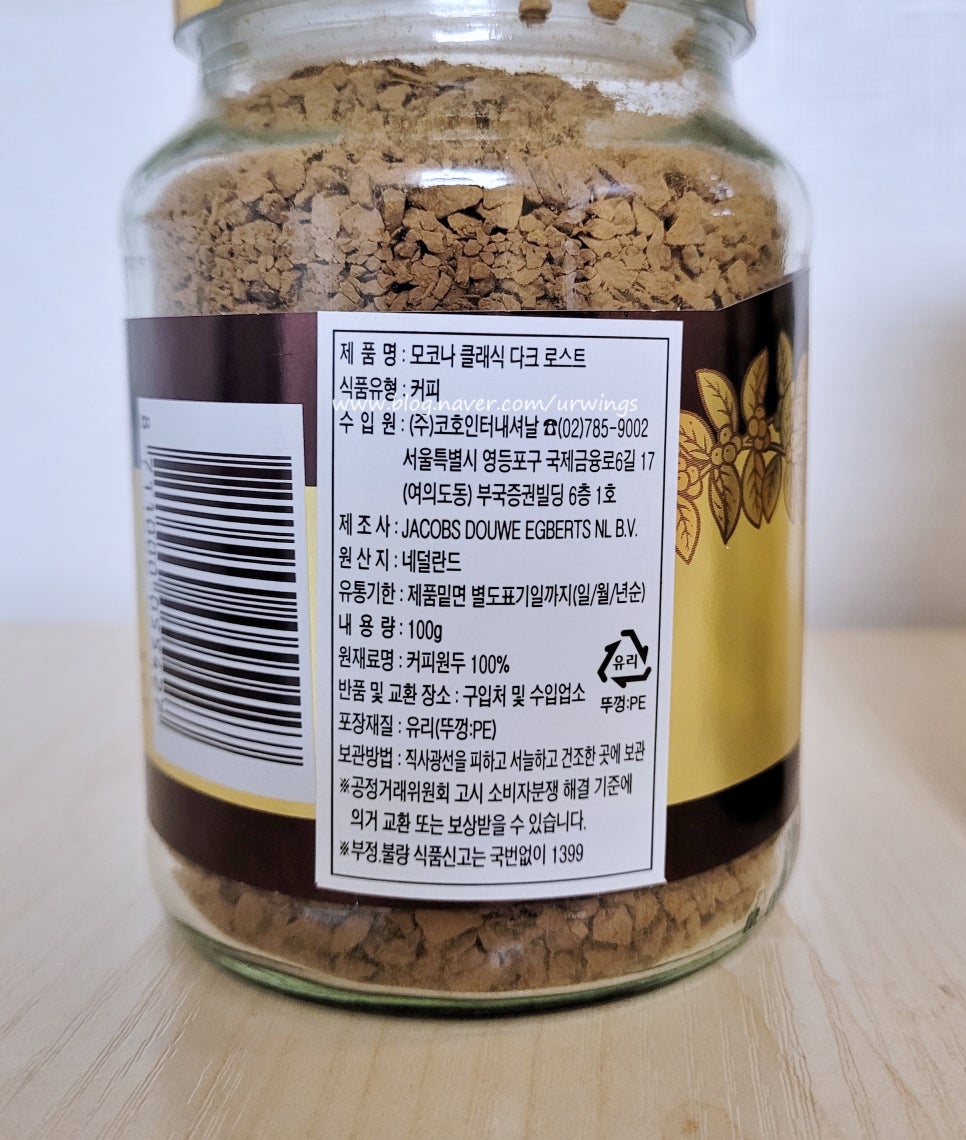 제 품 명 : 모코나 클래식 다크 로스트
식품유형 : 커피
www.blog.naver.com/urwings
수 입 원 : (주)코호인터내셔날 ☎(02)785-9002
서울특별시 영등포구 국제금융로6길 17
(여의도동) 부국증권빌딩 6층 1호
제 조 사 : JACOBS DOUWE EGBERTS NL B.V.
원 산 지 : 네덜란드
유통기한 : 제품밑면 별도표기일까지(일/월/년순)
내 용 량 : 100g
원재료명 : 커피원두 100%
유리
반품 및 교환 장소 : 구입처 및 수입업소
뚜껑:PE
포장재질 : 유리(뚜껑:PE)
보관방법 : 직사광선을 피하고 서늘하고 건조한 곳에 보관
※공정거래위원회 고시 소비자분쟁 해결 기준에
의거 교환 또는 보상받을 수 있습니다.
※부정,불량 식품신고는 국번없이 1399